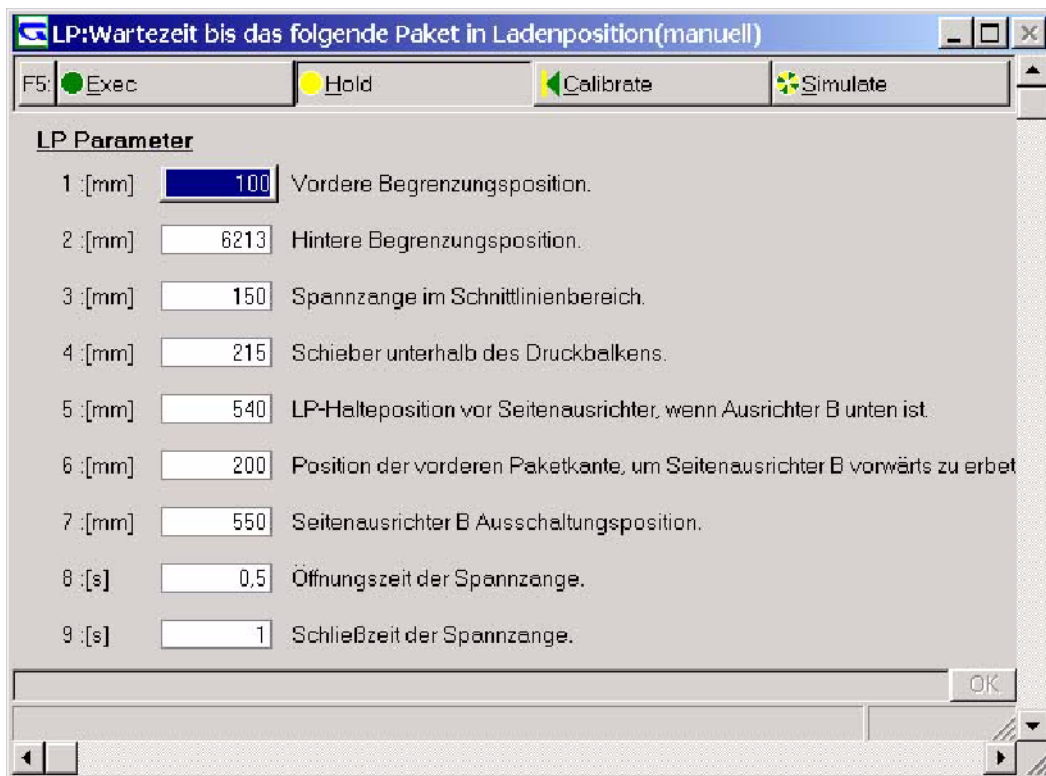 LP:Wartezeit bis das folgende Paket in Ladenposition(manuell)
F5: Exec Hold Calibrate Simulate
LP Parameter
1 :[mm] 100 Vordere Begrenzungsposition.
2 :[mm] 6213 Hintere Begrenzungsposition.
3 :[mm] 150 Spannzange im Schnittlinienbereich.
4 :[mm] 215 Schieber unterhalb des Druckbalkens.
5 :[mm] 540 LP-Halteposition vor Seitenausrichter, wenn Ausrichter B unten ist.
6 :[mm] 200 Position der vorderen Paketkante, um Seitenausrichter B vorwärts zu erbet
7 :[mm] 550 Seitenausrichter B Ausschaltungsposition.
8 :[s] 0,5 Öffnungszeit der Spannzange.
9 :[s] 1 Schließzeit der Spannzange.
OK